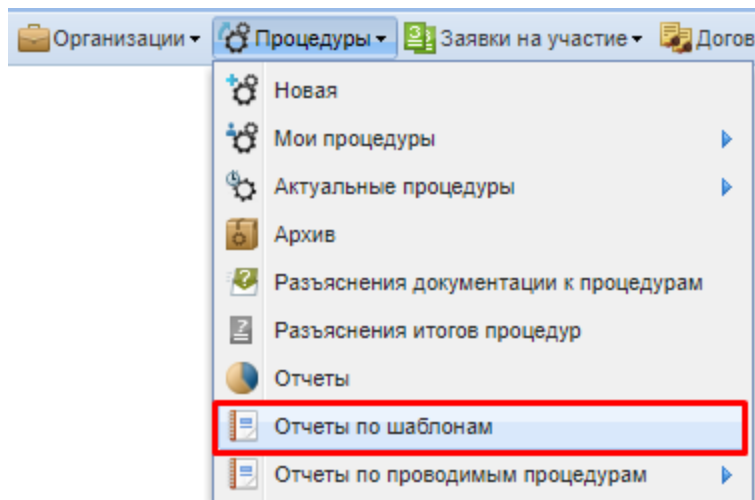 Организации Процедуры Заявки на участие Догов
Новая
Мои процедуры
Актуальные процедуры
Архив
Разъяснения документации к процедурам
Разъяснения итогов процедур
Отчеты
Отчеты по шаблонам
Отчеты по проводимым процедурам